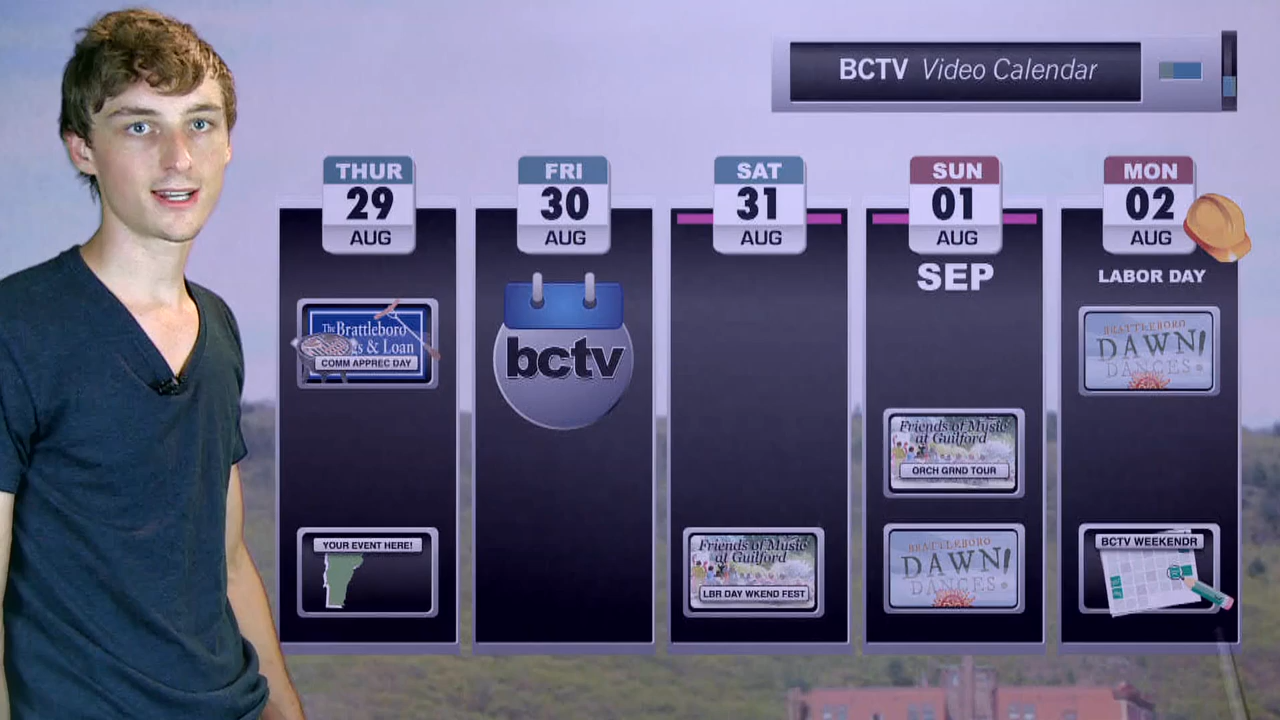 BCTV Video Calendar
THUR
29
AUG
The Brattleboro
gs & Loan
COMM APPREC DAY
YOUR EVENT HERE!
FRI
30
AUG
bctv
SAT
31
AUG
Friends of Music
at Guilford
LBR DAY WKEND FEST
SUN
01
AUG
SEP
Friends of Music
at Guilford
ORCH GRND TOUR
BRATTLEBORO
DAWN!
DANCES
MON
02
AUG
LABOR DAY
BRATTLEBORO
DAWN!
DANCES
BCTV WEEKENDR